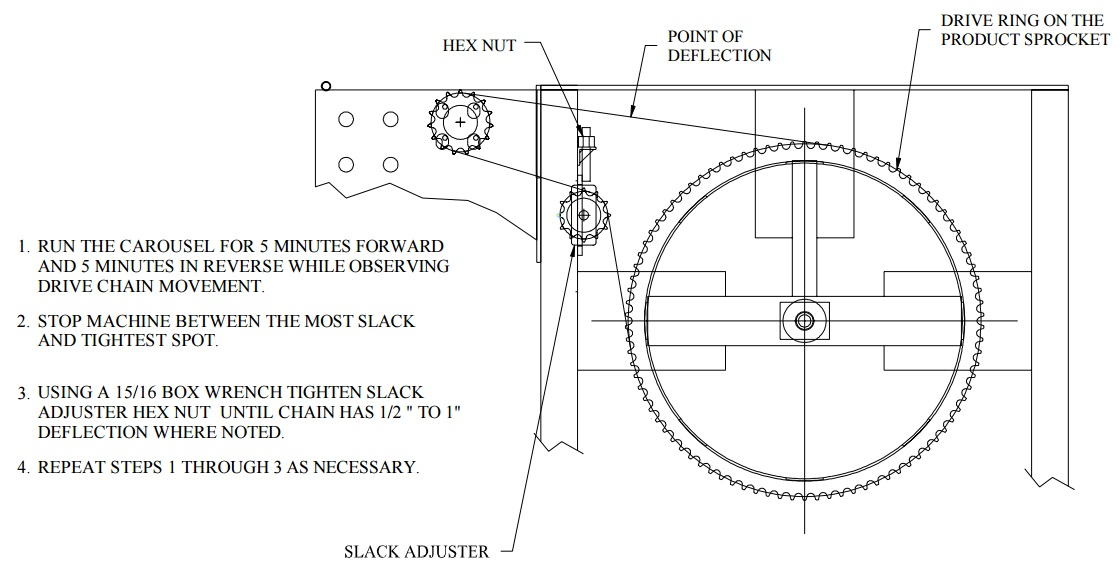 DRIVE RING ON THE
PRODUCT SPROCKET
POINT OF
DEFLECTION
HEX NUT
1. RUN THE CAROUSEL FOR 5 MINUTES FORWARD
AND 5 MINUTES IN REVERSE WHILE OBSERVING
DRIVE CHAIN MOVEMENT.
2. STOP MACHINE BETWEEN THE MOST SLACK
AND TIGHTEST SPOT.
3. USING A 15/16 BOX WRENCH TIGHTEN SLACK
ADJUSTER HEX NUT UNTIL CHAIN HAS 1/2 " TO 1"
DEFLECTION WHERE NOTED.
4. REPEAT STEPS 1 THROUGH 3 AS NECESSARY.
SLACK ADJUSTER